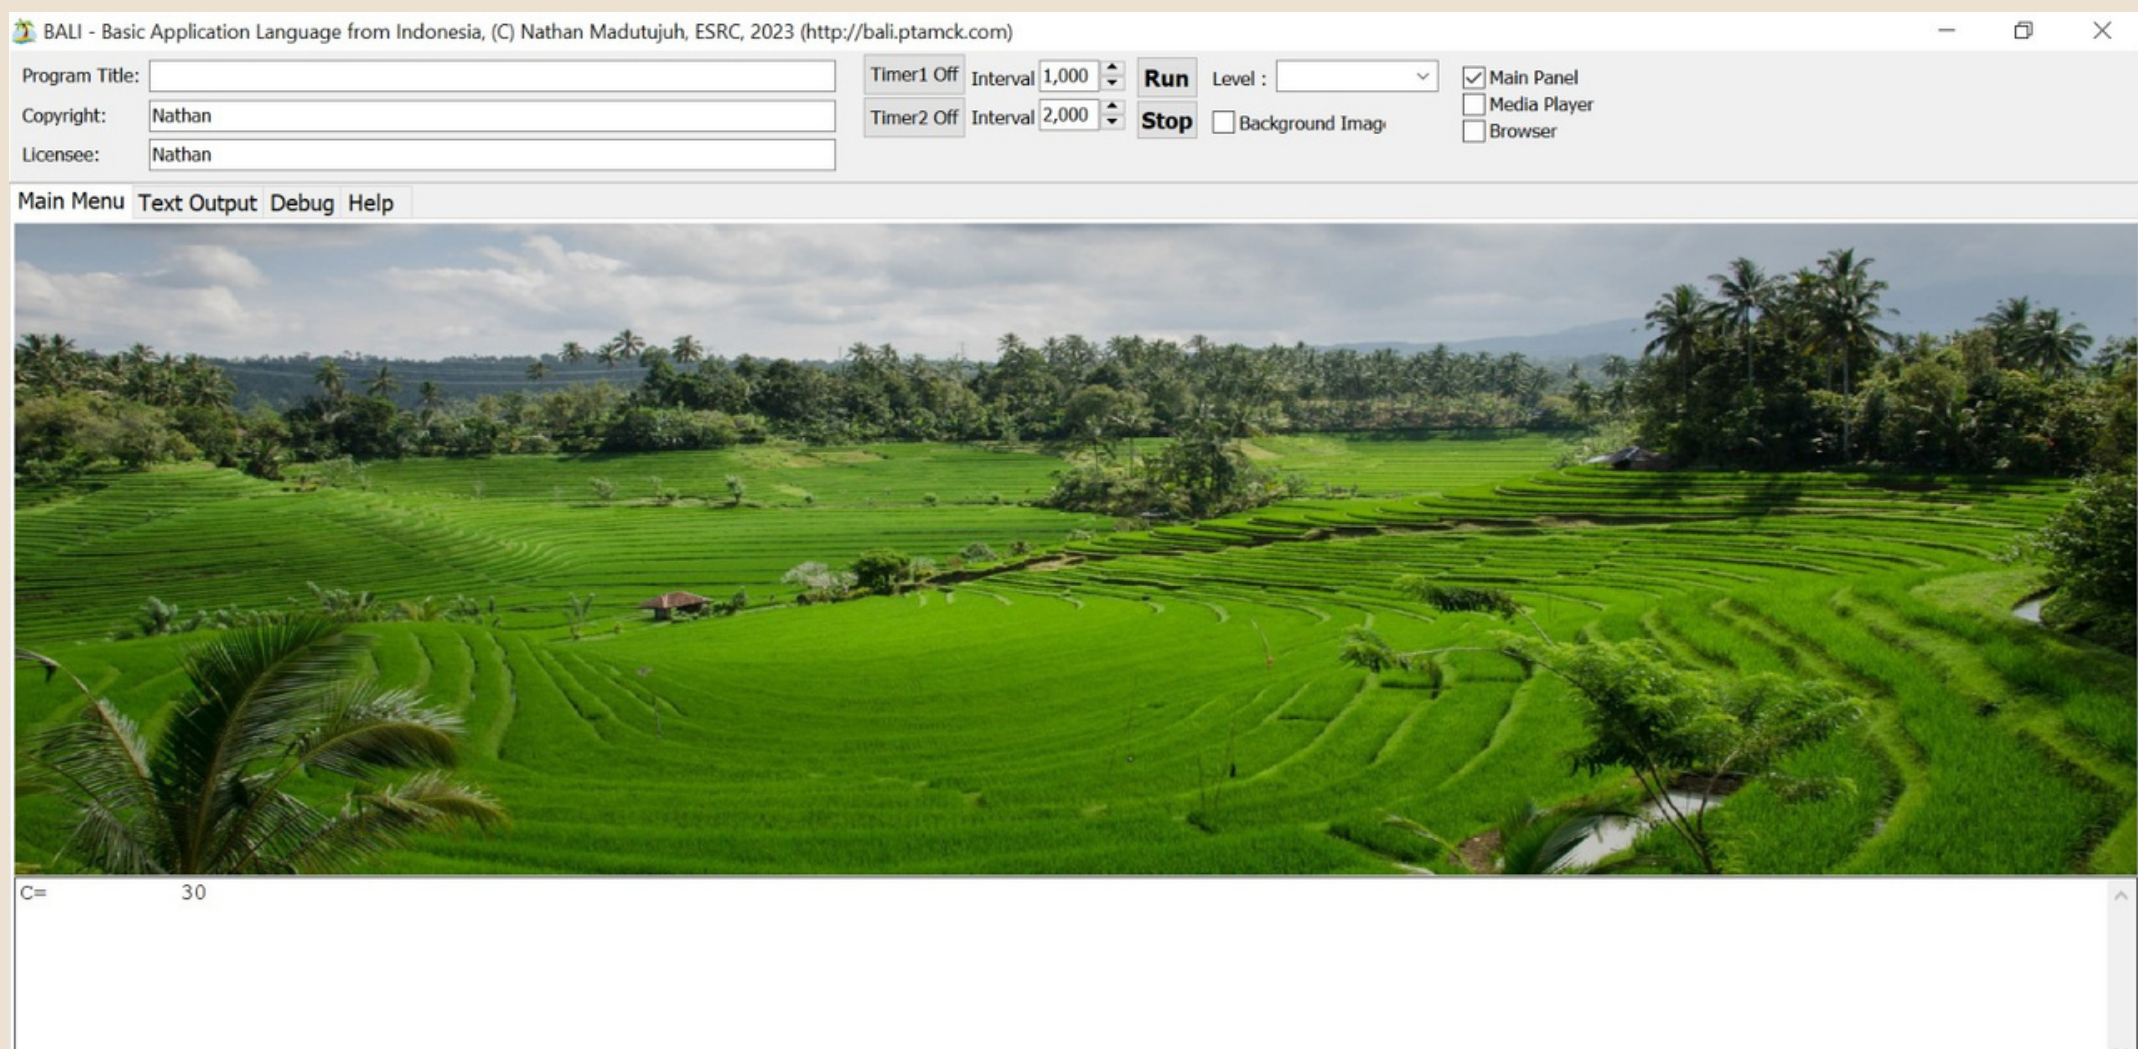 BALI - Basic Application Language from Indonesia, (C) Nathan Madutujuh, ESRC, 2023 (http://bali.ptamck.com)
Program Title:
Timer1 Off Interval 1,000 Run Level :
Main Panel
Copyright: Nathan
Timer2 Off Interval 2,000 Stop
Background Imag
Media Player
Browser
Licensee: Nathan
Main Menu Text Output Debug Help
C= 30